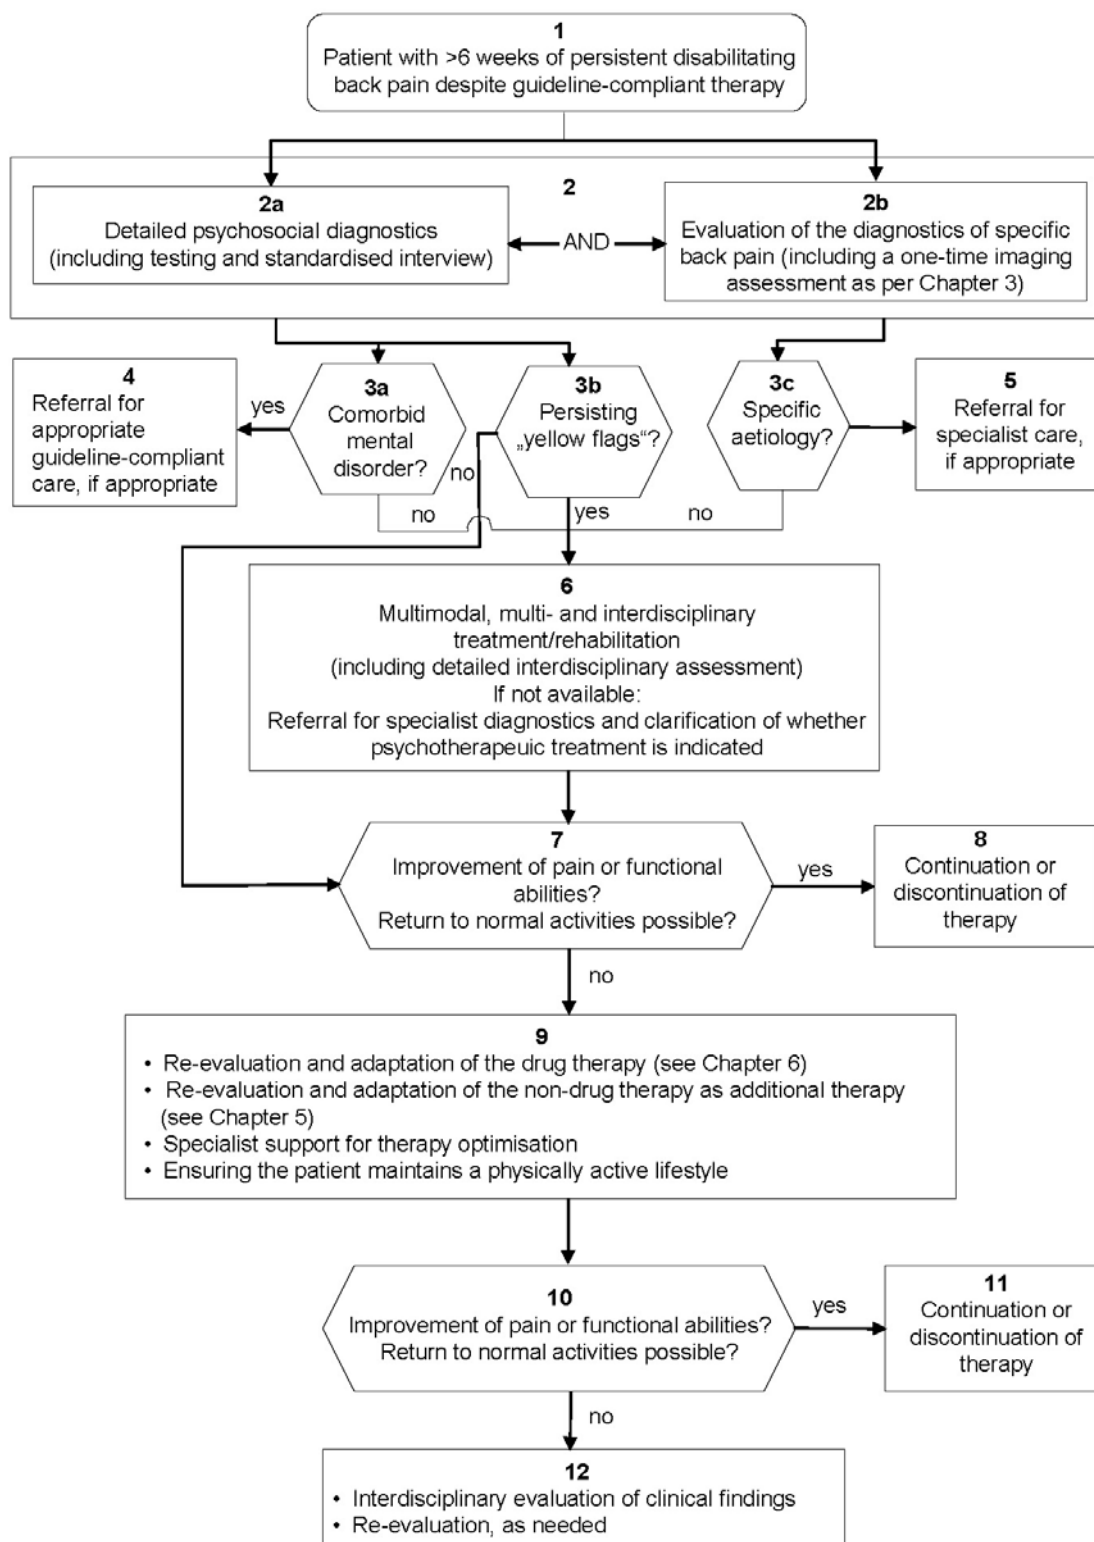 1
Patient with >6 weeks of persistent disabilitating
back pain despite guideline-compliant therapy
2
2a
Detailed psychosocial diagnostics
(including testing and standardised interview)
AND
2b
Evaluation of the diagnostics of specific
back pain (including a one-time imaging
assessment as per Chapter 3)
4
Referral for
appropriate
guideline-compliant
care, if appropriate
yes
3a
Comorbid
mental
disorder?
no
no
3b
Persisting
„yellow flags“?
yes
3c
Specific
aetiology?
no
5
Referral for
specialist care,
if appropriate
6
Multimodal, multi- and interdisciplinary
treatment/rehabilitation
(including detailed interdisciplinary assessment)
If not available:
Referral for specialist diagnostics and clarification of whether
psychotherapeuic treatment is indicated
7
Improvement of pain or functional
abilities?
Return to normal activities possible?
yes
8
Continuation or
discontinuation of
therapy
no
9
• Re-evaluation and adaptation of the drug therapy (see Chapter 6)
• Re-evaluation and adaptation of the non-drug therapy as additional therapy
(see Chapter 5)
• Specialist support for therapy optimisation
• Ensuring the patient maintains a physically active lifestyle
10
Improvement of pain or functional abilities?
Return to normal activities possible?
yes
11
Continuation or
discontinuation of
therapy
no
12
• Interdisciplinary evaluation of clinical findings
• Re-evaluation, as needed